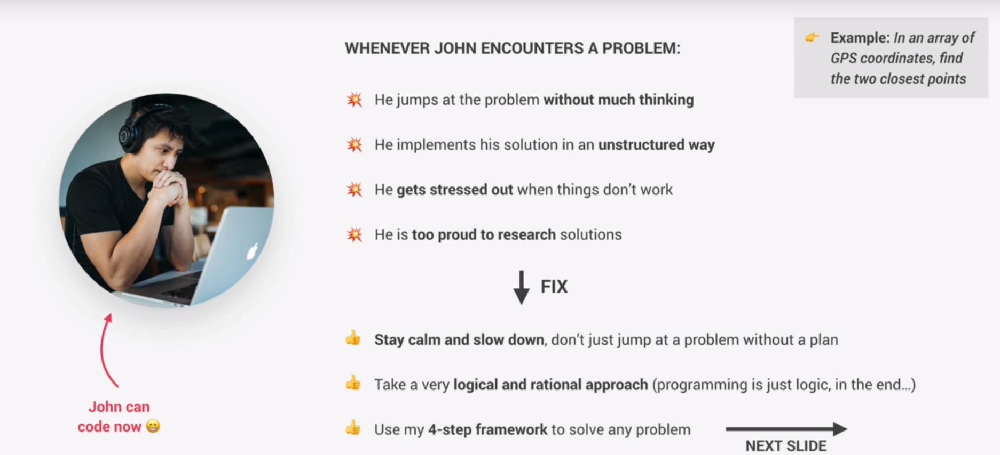 WHENEVER JOHN ENCOUNTERS A PROBLEM:
👉 Example: In an array of
GPS coordinates, find
the two closest points
💥 He jumps at the problem without much thinking
💥 He implements his solution in an unstructured way
💥 He gets stressed out when things don’t work
💥 He is too proud to research solutions
FIX
👍 Stay calm and slow down, don’t just jump at a problem without a plan
👍 Take a very logical and rational approach (programming is just logic, in the end…)
👍 Use my 4-step framework to solve any problem
NEXT SLIDE
John can
code now 😁